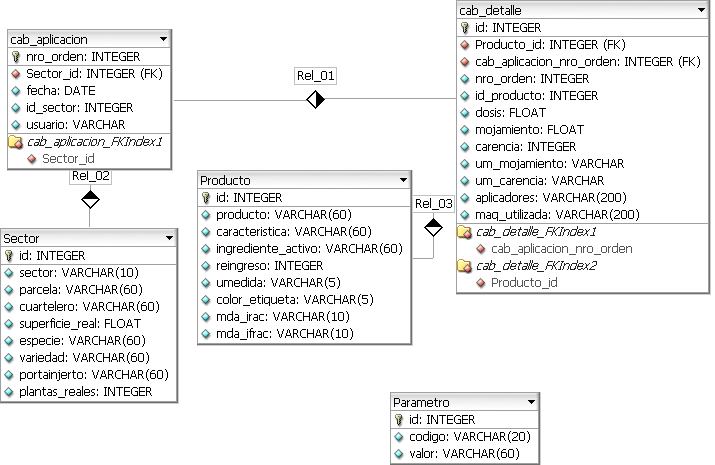 cab_aplicacion
nro_orden: INTEGER
Sector_id: INTEGER (FK)
fecha: DATE
id_sector: INTEGER
usuario: VARCHAR
cab_aplicacion_FKIndex1
Sector_id
Rel_01
cab_detalle
id: INTEGER
Producto_id: INTEGER (FK)
cab_aplicacion_nro_orden: INTEGER (FK)
nro_orden: INTEGER
id_producto: INTEGER
dosis: FLOAT
mojamiento: FLOAT
carencia: INTEGER
um_mojamiento: VARCHAR
um_carencia: VARCHAR
aplicadores: VARCHAR(200)
maq_utilizada: VARCHAR(200)
cab_detalle_FKIndex1
cab_aplicacion_nro_orden
cab_detalle_FKIndex2
Producto_id
Rel_02
Sector
id: INTEGER
sector: VARCHAR(10)
parcela: VARCHAR(60)
cuartelero: VARCHAR(60)
superficie_real: FLOAT
especie: VARCHAR(60)
variedad: VARCHAR(60)
portainjerto: VARCHAR(60)
plantas_reales: INTEGER
Producto
id: INTEGER
producto: VARCHAR(60)
caracteristica: VARCHAR(60)
ingrediente_activo: VARCHAR(60)
reingreso: INTEGER
umedida: VARCHAR(5)
color_etiqueta: VARCHAR(5)
mda_irac: VARCHAR(10)
mda_ifrac: VARCHAR(10)
Rel_03
Parametro
id: INTEGER
codigo: VARCHAR(20)
valor: VARCHAR(60)